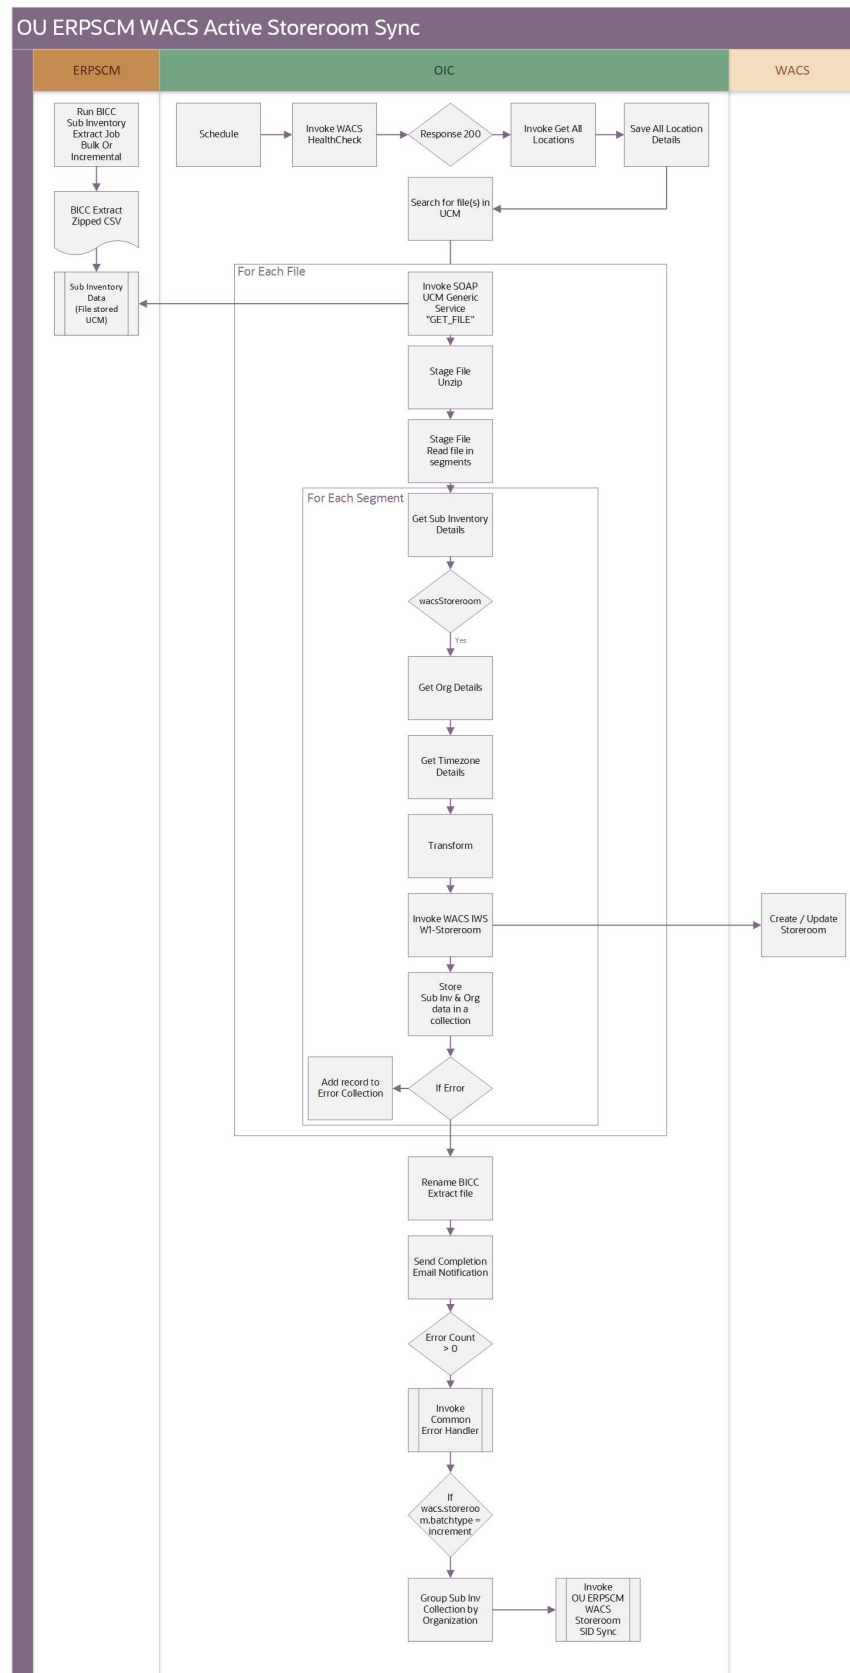 OU ERPSCM WACS Active Storeroom Sync
ERPSCM
OIC
WACS
Run BICC
Sub Inventory
Extract Job
Bulk Or
Incremental
BICC Extract
Zipped CSV
Sub Inventory
Data
(File stored
UCM)
Schedule
Invoke WACS
HealthCheck
Response 200
Invoke Get All
Locations
Save All Location
Details
Search for file(s) in
UCM
For Each File
Invoke SOAP
UCM Generic
Service
"GET_FILE"
Stage File
Unzip
Stage File
Read file in
segments
For Each Segment
Get Sub Inventory
Details
wacsStoreroom
Yes
Get Org Details
Get Timezone
Details
Transform
Invoke WACS IWS
W1-Storeroom
Create / Update
Storeroom
Store
Sub Inv & Org
data in a
collection
If Error
Add record to
Error Collection
Rename BICC
Extract file
Send Completion
Email Notification
Error Count
> 0
Invoke
Common
Error Handler
If
wacs.storeroo
m.batchtype =
increment
Group Sub Inv
Collection by
Organization
Invoke
OU ERPSCM
WACS
Storeroom
SID Sync